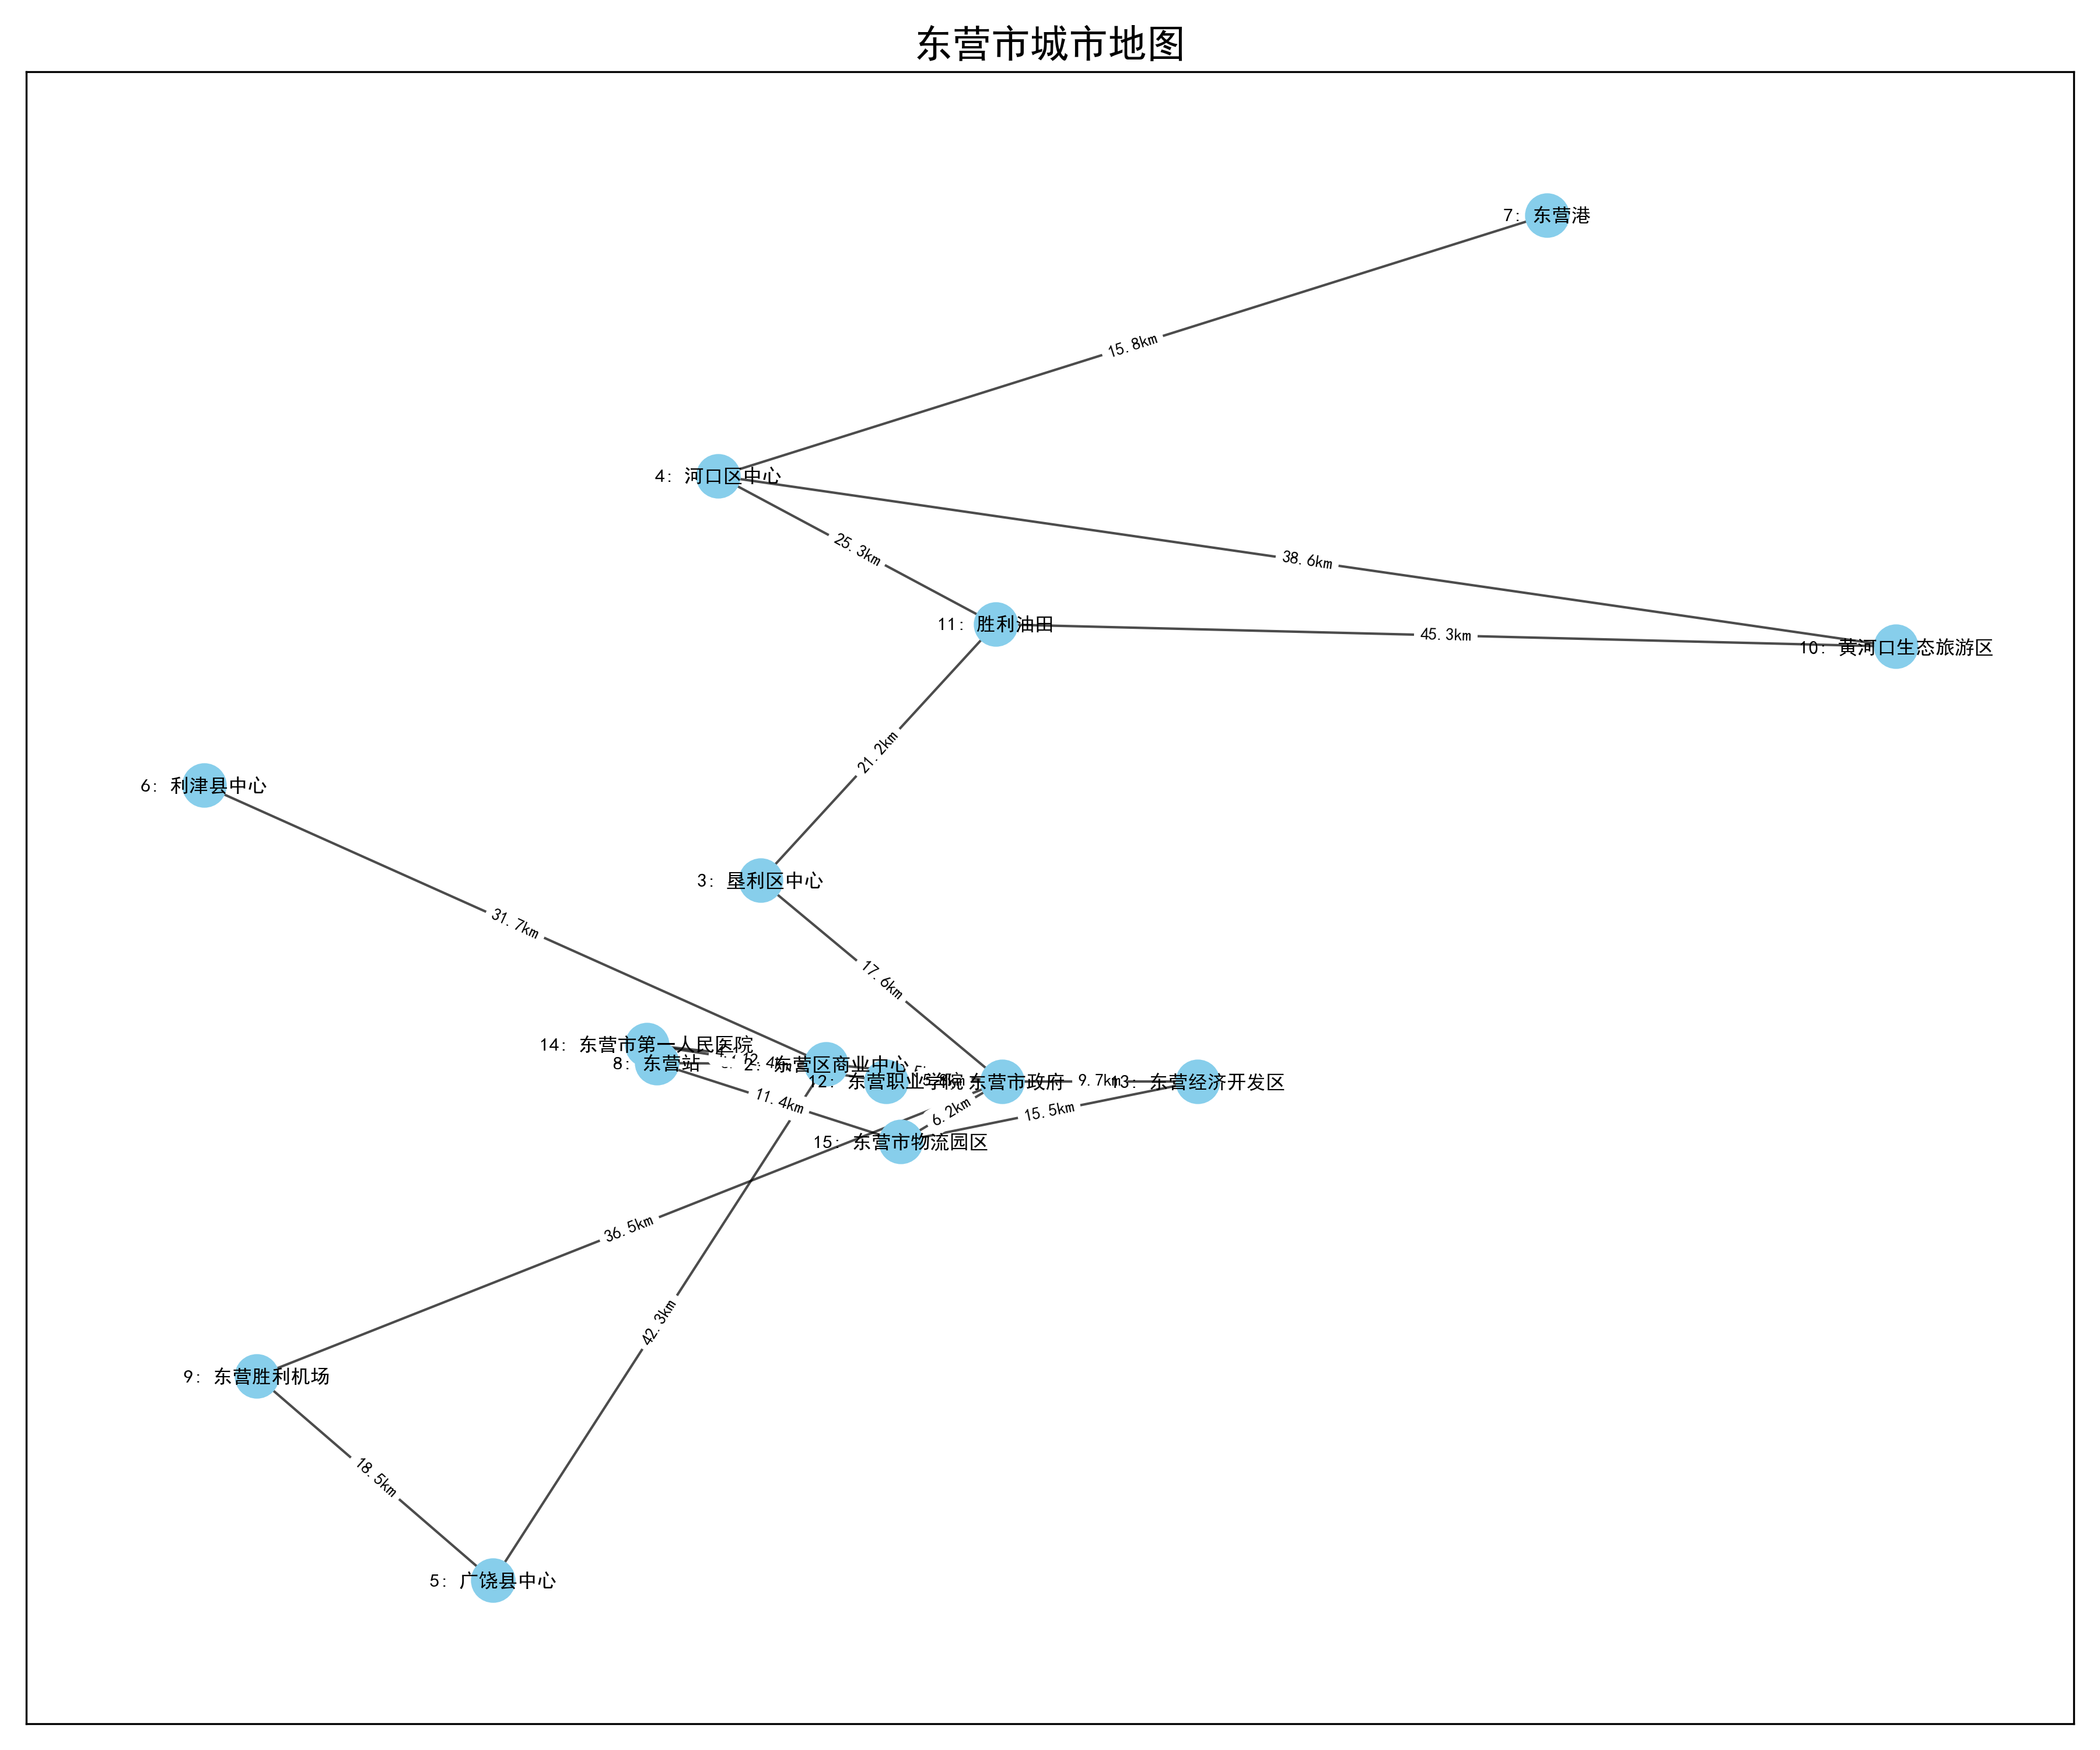 东营市城市地图
7: 东营港
15.8km
4: 河口区中心
25.3km
38.6km
11: 胜利油田
45.3km
10: 黄河口生态旅游区
21.2km
6: 利津县中心
3: 垦利区中心
31.7km
17.6km
14: 东营市第一人民医院
12.4km
8: 东营站
2: 东营区商业中心
12: 东营职业学院
东营市政府
9.7km
13: 东营经济开发区
11.4km
6.2km
15.5km
15: 东营市物流园区
36.5km
42.3km
9: 东营胜利机场
18.5km
5: 广饶县中心